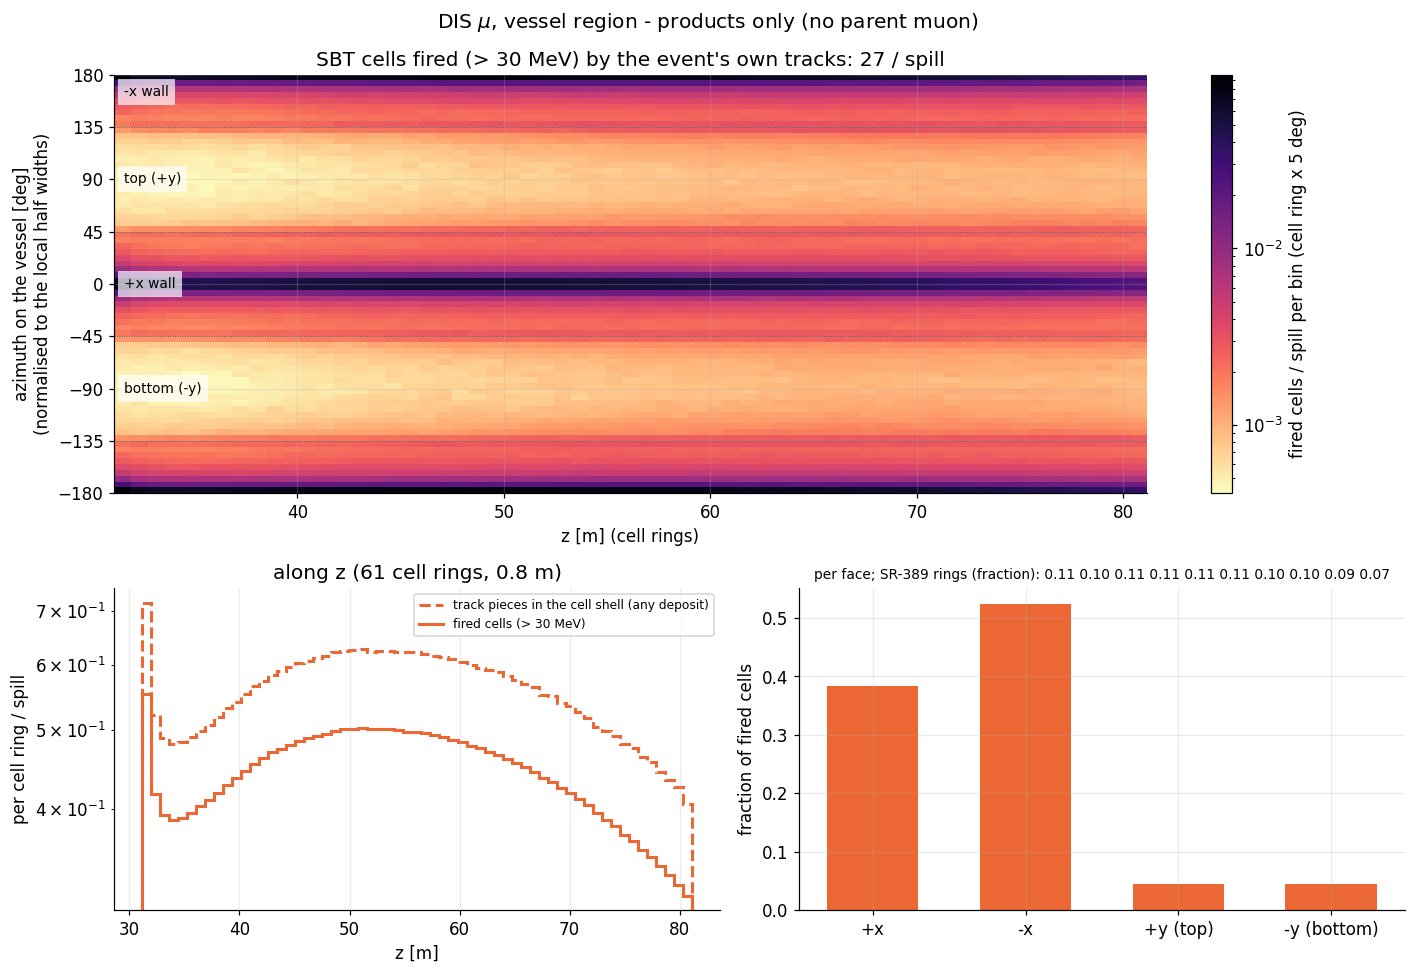 DIS μ, vessel region - products only (no parent muon)
SBT cells fired (> 30 MeV) by the event's own tracks: 27 / spill
azimuth on the vessel [deg]
(normalised to the local half widths)
180
135
90
45
0
−45
−90
−135
−180
-x wall
top (+y)
+x wall
bottom (-y)
40
50
60
70
80
z [m] (cell rings)
10⁻²
10⁻³
fired cells / spill per bin (cell ring x 5 deg)
along z (61 cell rings, 0.8 m)
per cell ring / spill
7 × 10⁻¹
6 × 10⁻¹
5 × 10⁻¹
4 × 10⁻¹
track pieces in the cell shell (any deposit)
fired cells (> 30 MeV)
30
40
50
60
70
80
z [m]
per face; SR-389 rings (fraction): 0.11 0.10 0.11 0.11 0.11 0.11 0.10 0.10 0.09 0.07
fraction of fired cells
0.5
0.4
0.3
0.2
0.1
0.0
+x
-x
+y (top)
-y (bottom)